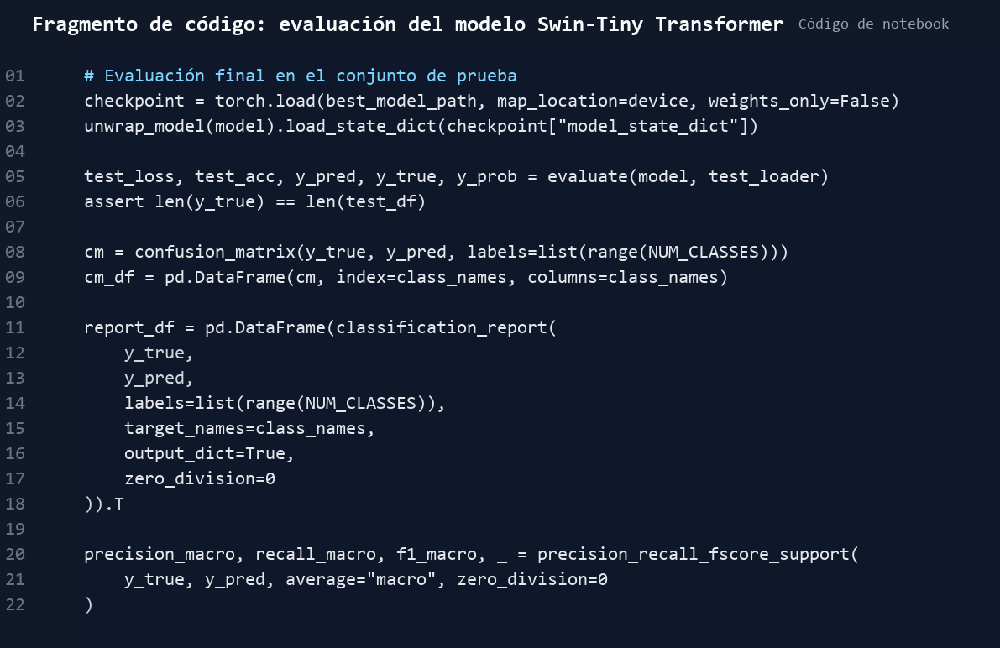 Fragmento de código: evaluación del modelo Swin-Tiny Transformer Código de notebook
01 # Evaluación final en el conjunto de prueba
02 checkpoint = torch.load(best_model_path, map_location=device, weights_only=False)
03 unwrap_model(model).load_state_dict(checkpoint["model_state_dict"])
04
05 test_loss, test_acc, y_pred, y_true, y_prob = evaluate(model, test_loader)
06 assert len(y_true) == len(test_df)
07
08 cm = confusion_matrix(y_true, y_pred, labels=list(range(NUM_CLASSES)))
09 cm_df = pd.DataFrame(cm, index=class_names, columns=class_names)
10
11 report_df = pd.DataFrame(classification_report(
12     y_true,
13     y_pred,
14     labels=list(range(NUM_CLASSES)),
15     target_names=class_names,
16     output_dict=True,
17     zero_division=0
18 )).T
19
20 precision_macro, recall_macro, f1_macro, _ = precision_recall_fscore_support(
21     y_true, y_pred, average="macro", zero_division=0
22 )